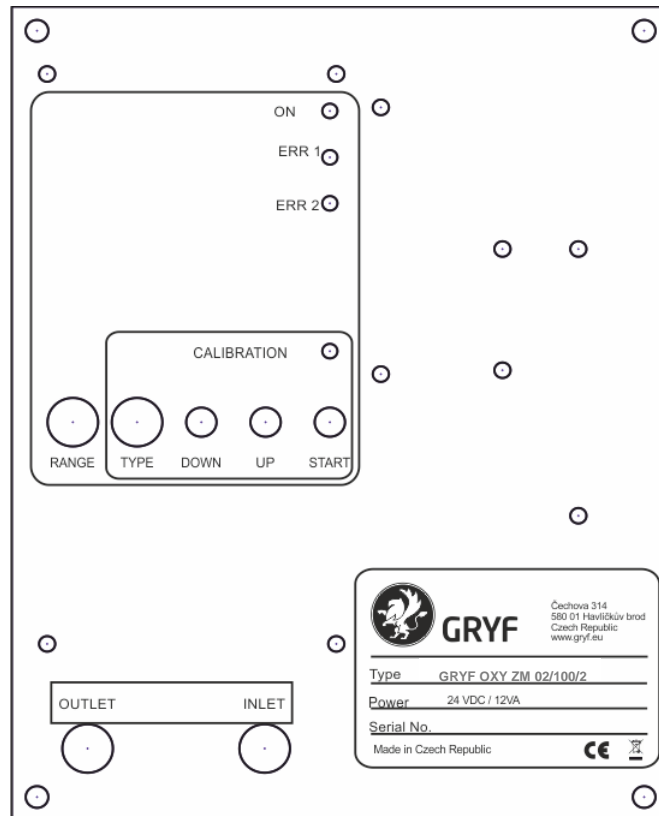 ON
ERR 1
ERR 2
CALIBRATION
RANGE TYPE DOWN UP START
OUTLET INLET
GRYF
Čechova 314
580 01 Havlíčkův brod
Czech Republic
www.gryf.eu
Type GRYF OXY ZM 02/100/2
Power 24 VDC / 12VA
Serial No.
Made in Czech Republic CE